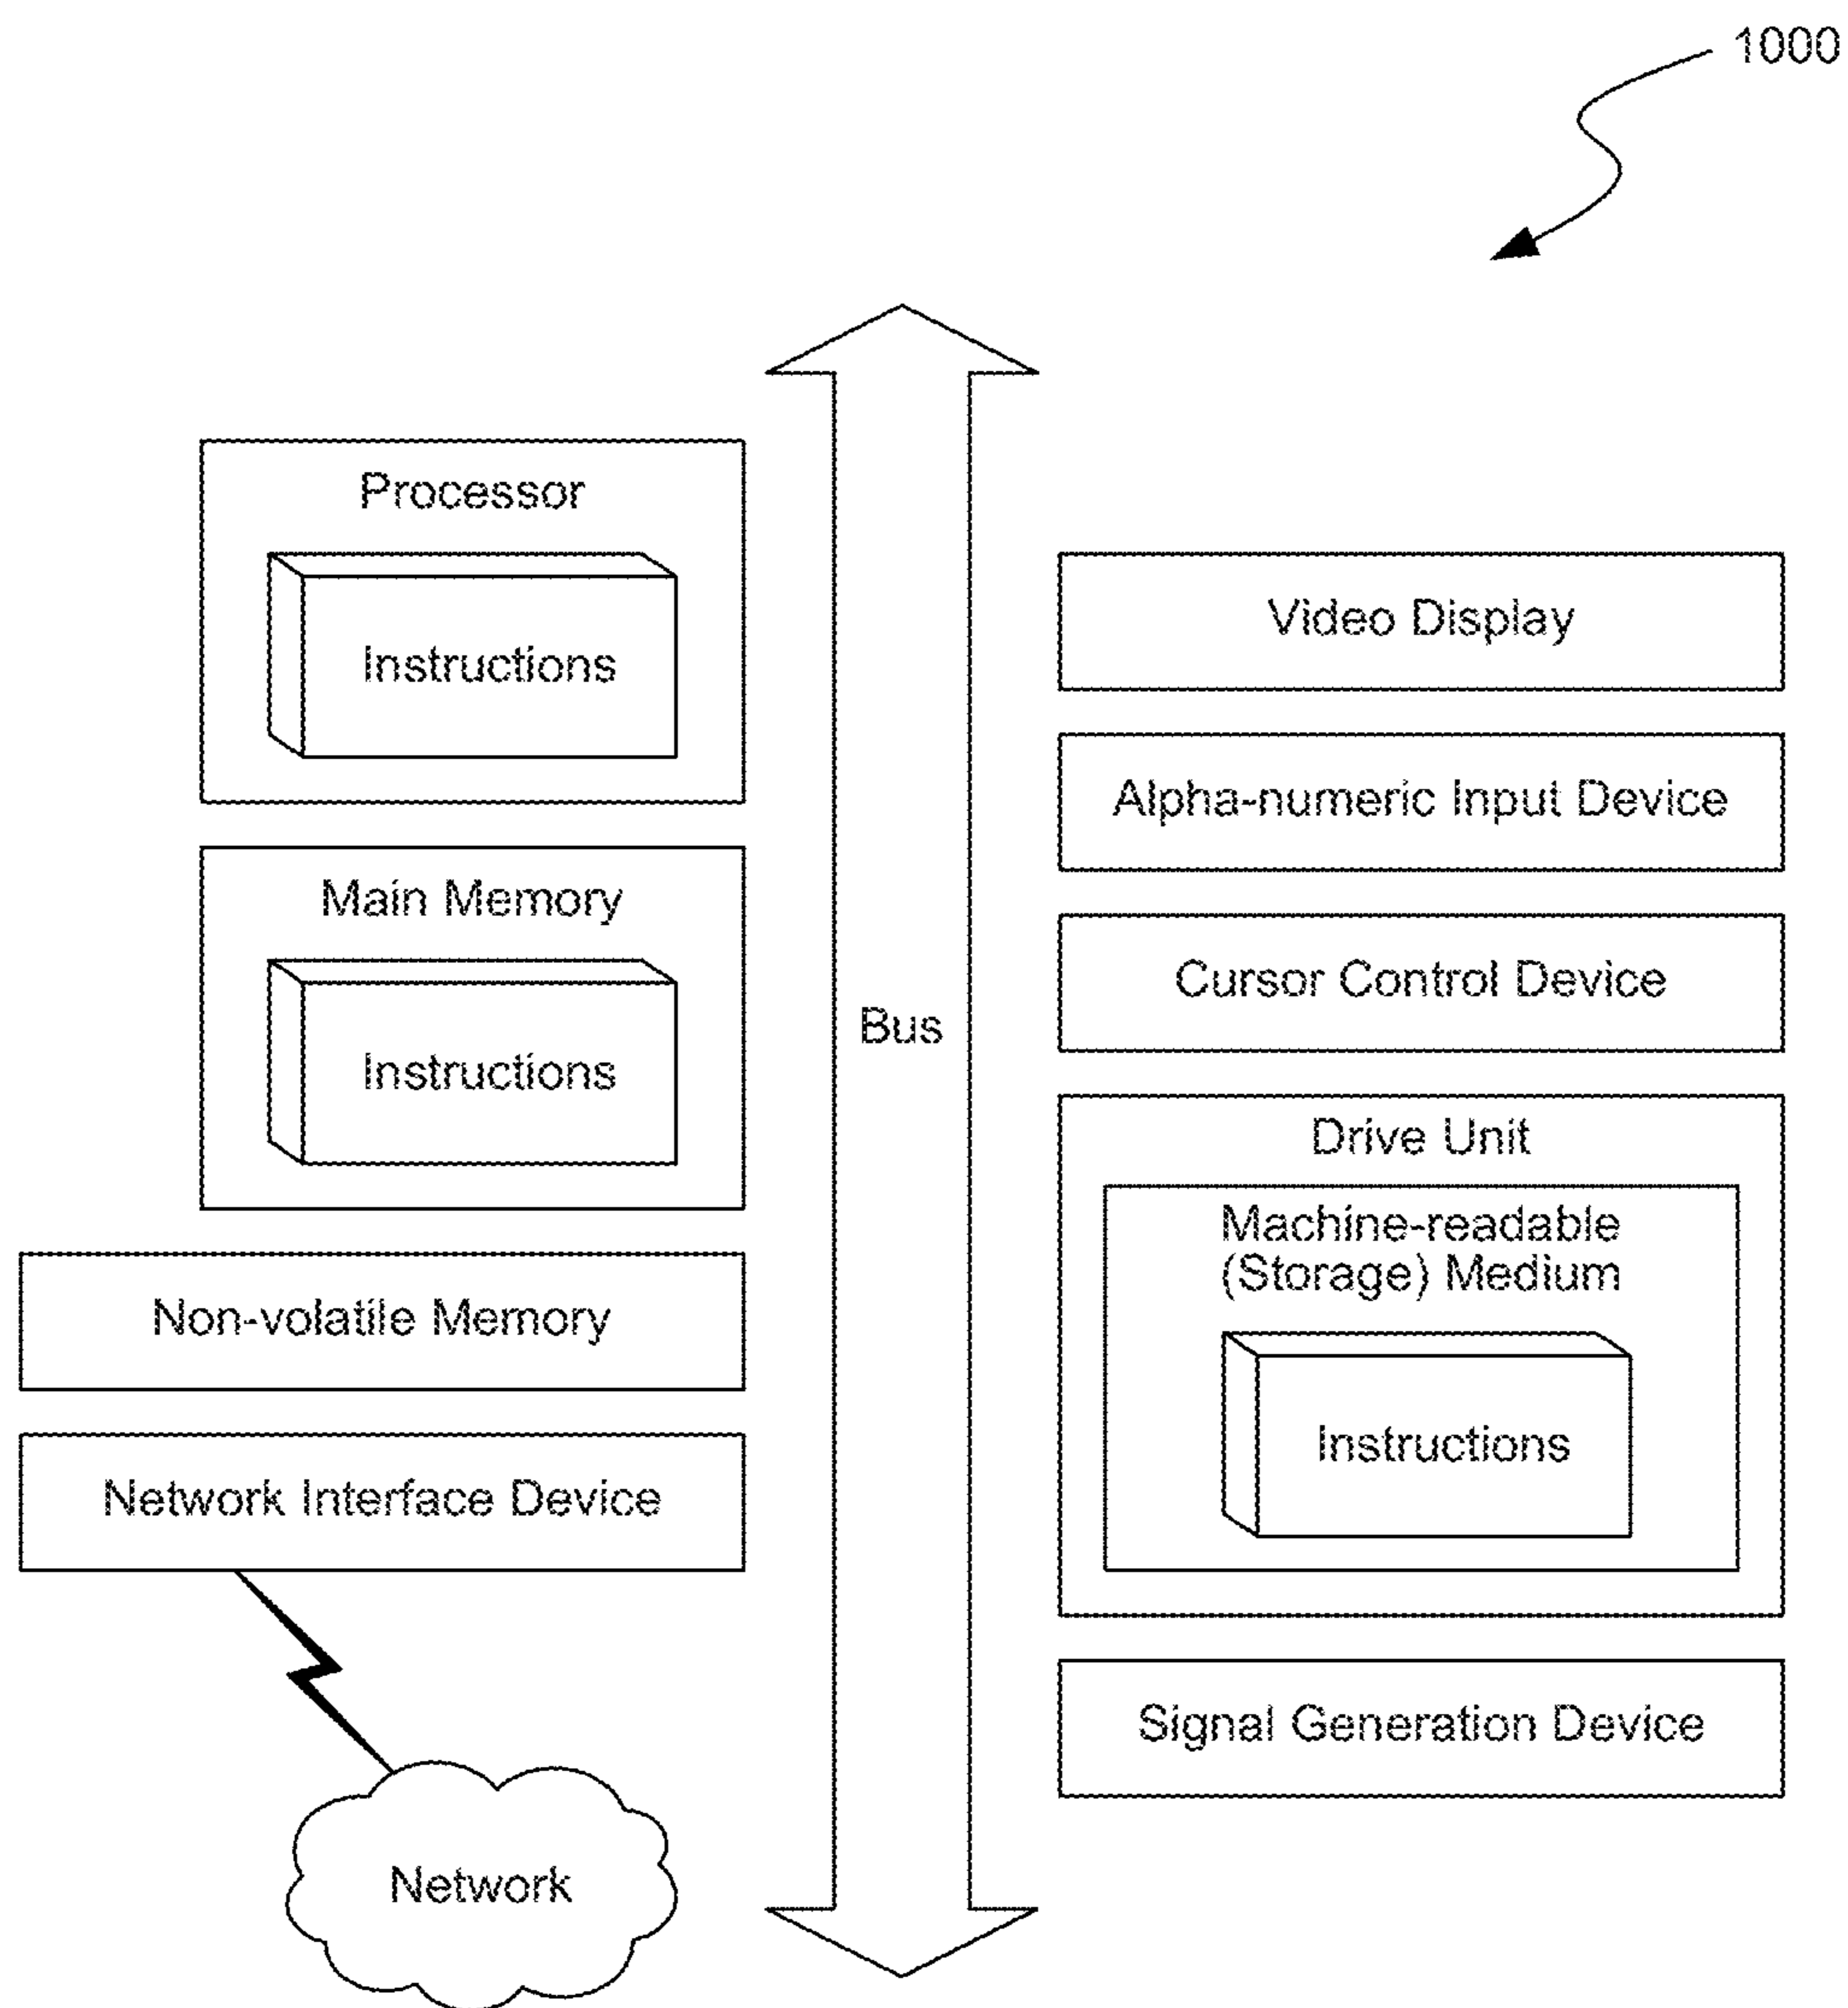 1000
Processor
Instructions
Main Memory
Instructions
Non-volatile Memory
Network Interface Device
Network
Bus
Video Display
Alpha-numeric Input Device
Cursor Control Device
Drive Unit
Machine-readable
(Storage) Medium
Instructions
Signal Generation Device